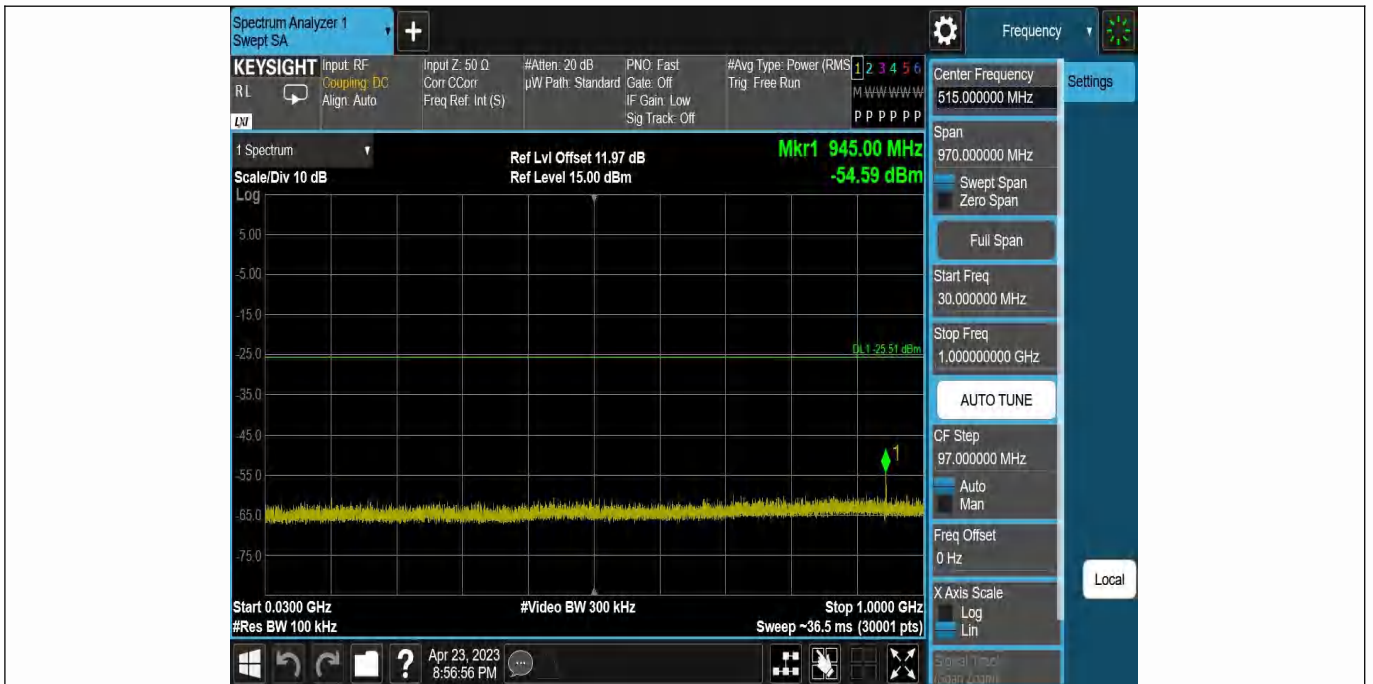 Spectrum Analyzer 1
Swept SA
Frequency
KEYSIGHT
RL
LXI
Input: RF
Coupling: DC
Align: Auto
Input Z: 50 Ω
Corr CCorr
Freq Ref: Int (S)
#Atten: 20 dB
µW Path: Standard
PNO: Fast
Gate: Off
IF Gain: Low
Sig Track: Off
#Avg Type: Power (RMS
Trig: Free Run
1 2 3 4 5 6
M W W W W W
P P P P P P
Center Frequency
515.000000 MHz
Settings
1 Spectrum
Scale/Div 10 dB
Log
Ref Lvl Offset 11.97 dB
Ref Level 15.00 dBm
Mkr1 945.00 MHz
-54.59 dBm
Span
970.000000 MHz
Swept Span
Zero Span
Full Span
Start Freq
30.000000 MHz
Stop Freq
1.000000000 GHz
AUTO TUNE
CF Step
97.000000 MHz
Auto
Man
Freq Offset
0 Hz
X Axis Scale
Log
Lin
Signal Track
(Span Zoom)
Local
5.00
-5.00
-15.0
-25.0
DL1 -25.51 dBm
-35.0
-45.0
1
-55.0
-65.0
-75.0
Start 0.0300 GHz
#Video BW 300 kHz
Stop 1.0000 GHz
#Res BW 100 kHz
Sweep ~36.5 ms (30001 pts)
?
Apr 23, 2023
8:56:56 PM